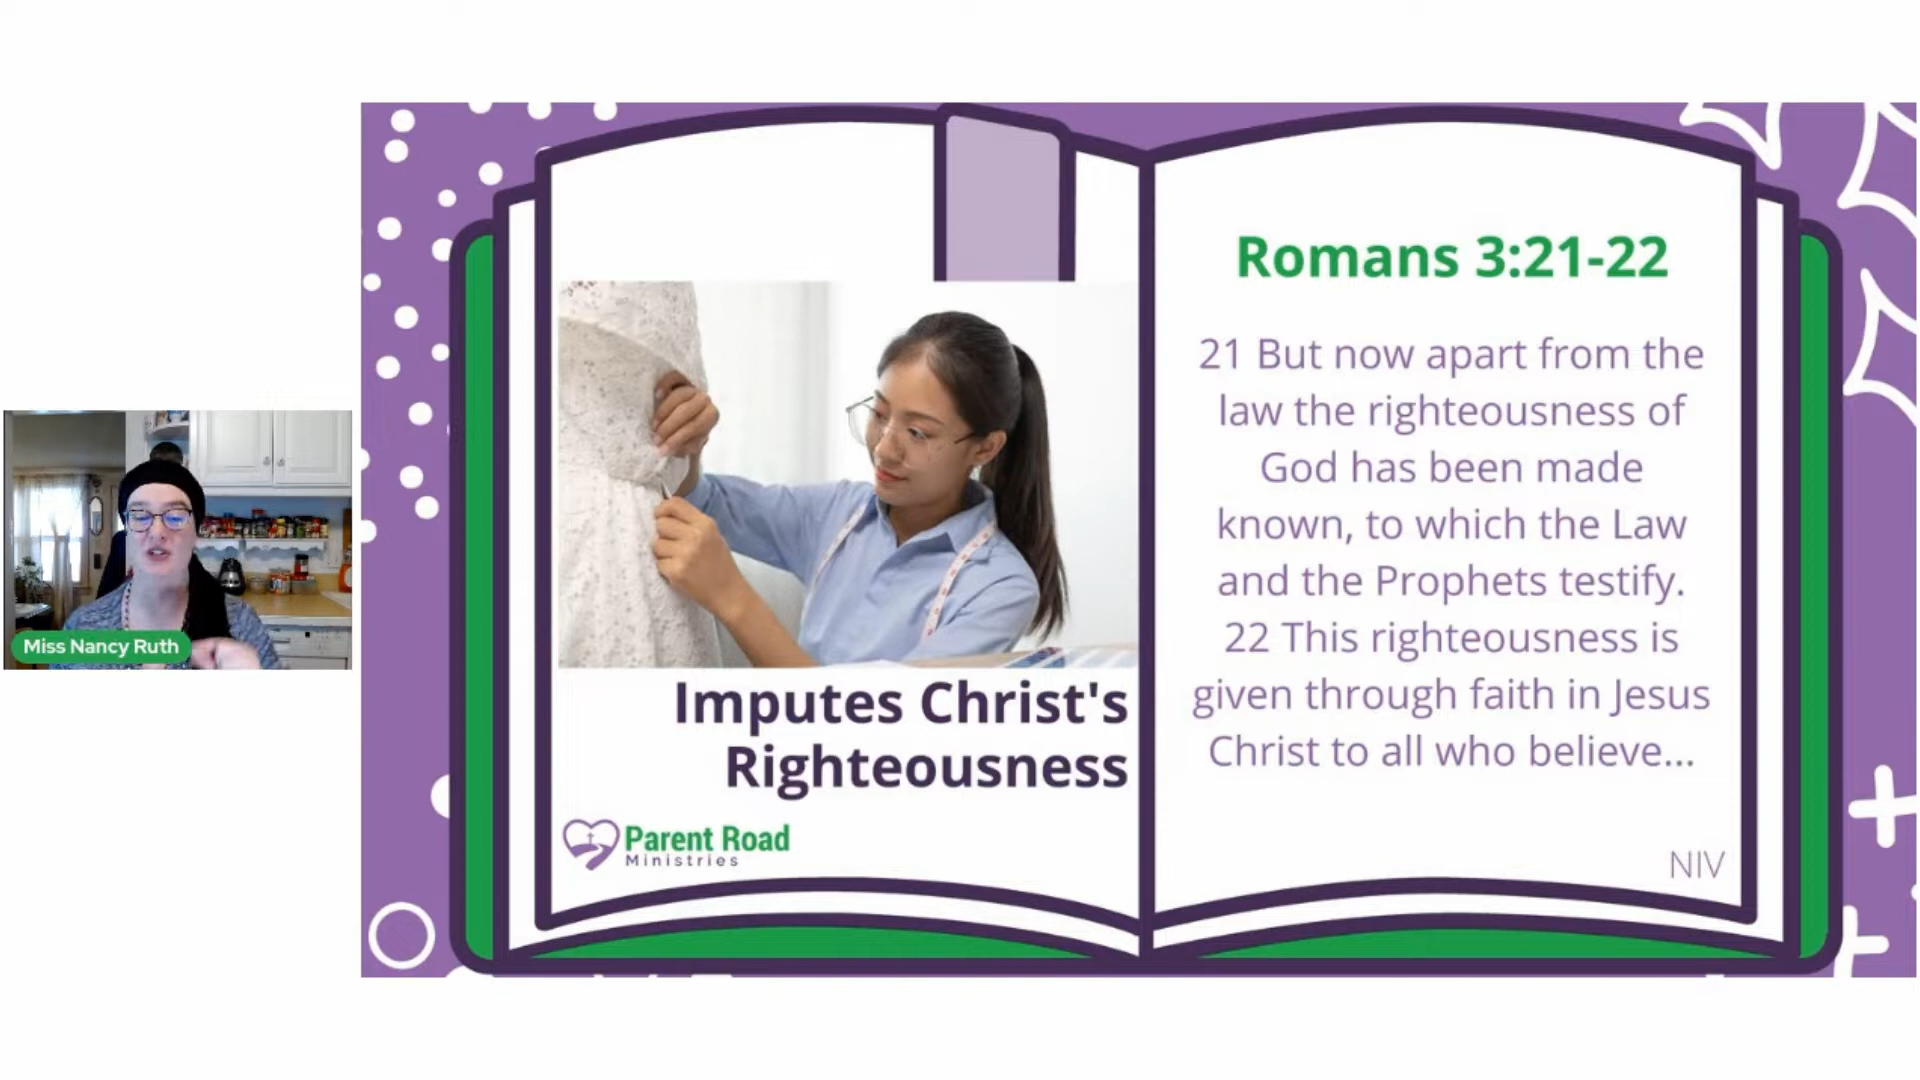 Miss Nancy Ruth
Imputes Christ's
Righteousness
Parent Road
Ministries
Romans 3:21-22
21 But now apart from the
law the righteousness of
God has been made
known, to which the Law
and the Prophets testify.
22 This righteousness is
given through faith in Jesus
Christ to all who believe...
NIV